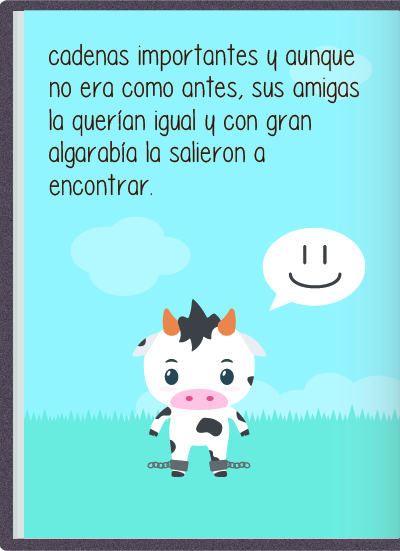 cadenas importantes y aunque
no era como antes, sus amigas
la querían igual y con gran
algarabía la salieron a
encontrar.